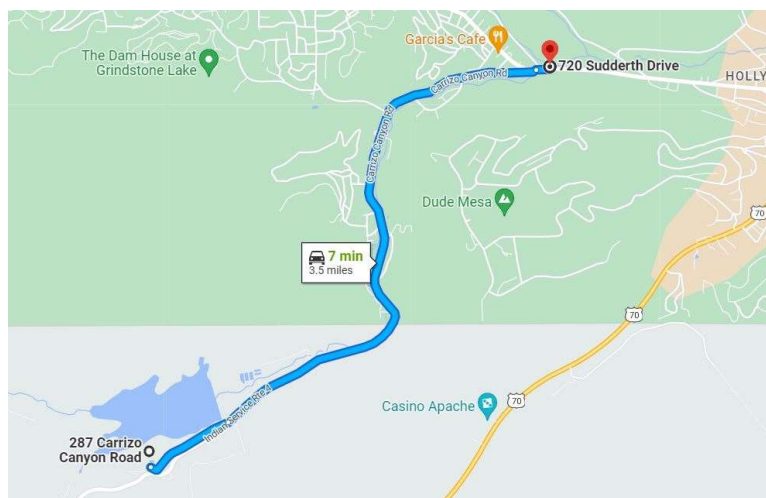 Garcia's Cafe
The Dam House at
Grindstone Lake
720 Sudderth Drive
HOLLY
Carrizo Canyon Rd
Carrizo Canyon Rd
Dude Mesa
70
7 min
3.5 miles
70
70
Casino Apache
Indian Service Rte 4
287 Carrizo
Canyon Road